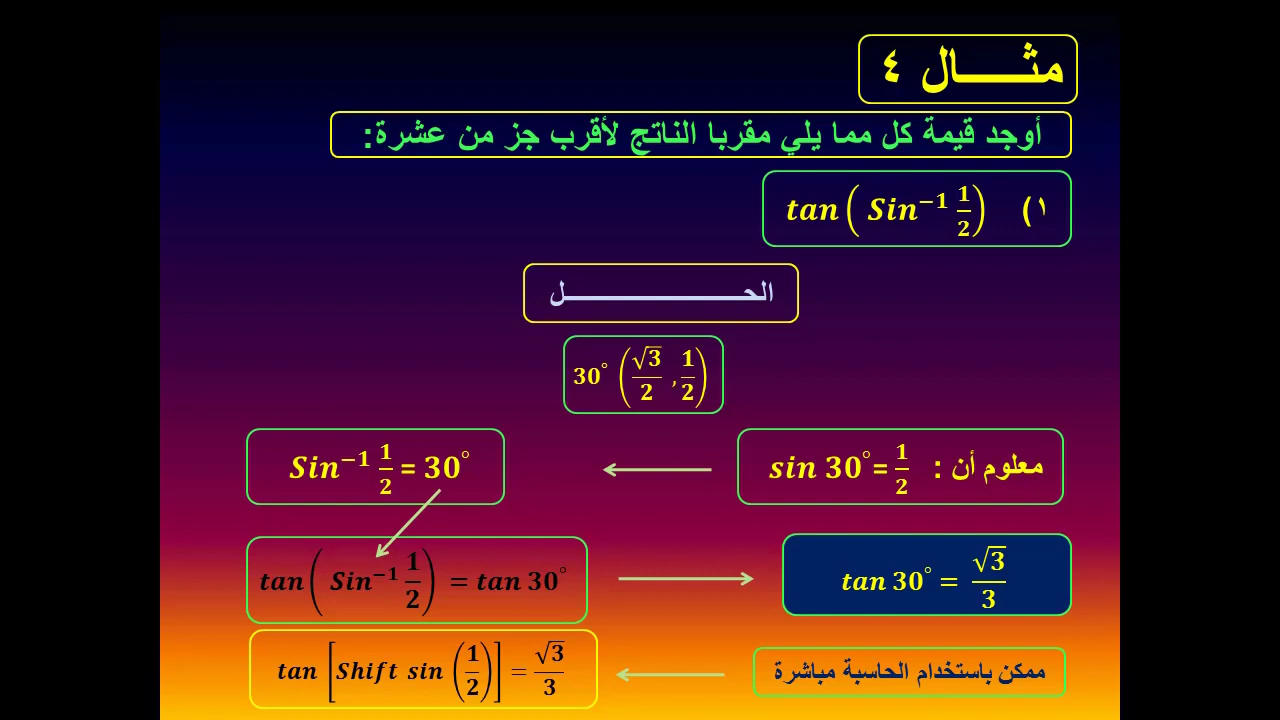 مثـــــال ٤
أوجد قيمة كل مما يلي مقربا الناتج لأقرب جز من عشرة:
١) tan( Sin⁻¹ 1/2)
الحـــــــــــــــــــل
30° (√3/2 , 1/2)
معلوم أن : sin 30°= 1/2
Sin⁻¹ 1/2 = 30°
tan( Sin⁻¹ 1/2) = tan 30°
tan 30° = √3/3
ممكن باستخدام الحاسبة مباشرة
tan [Shift sin (1/2)] = √3/3